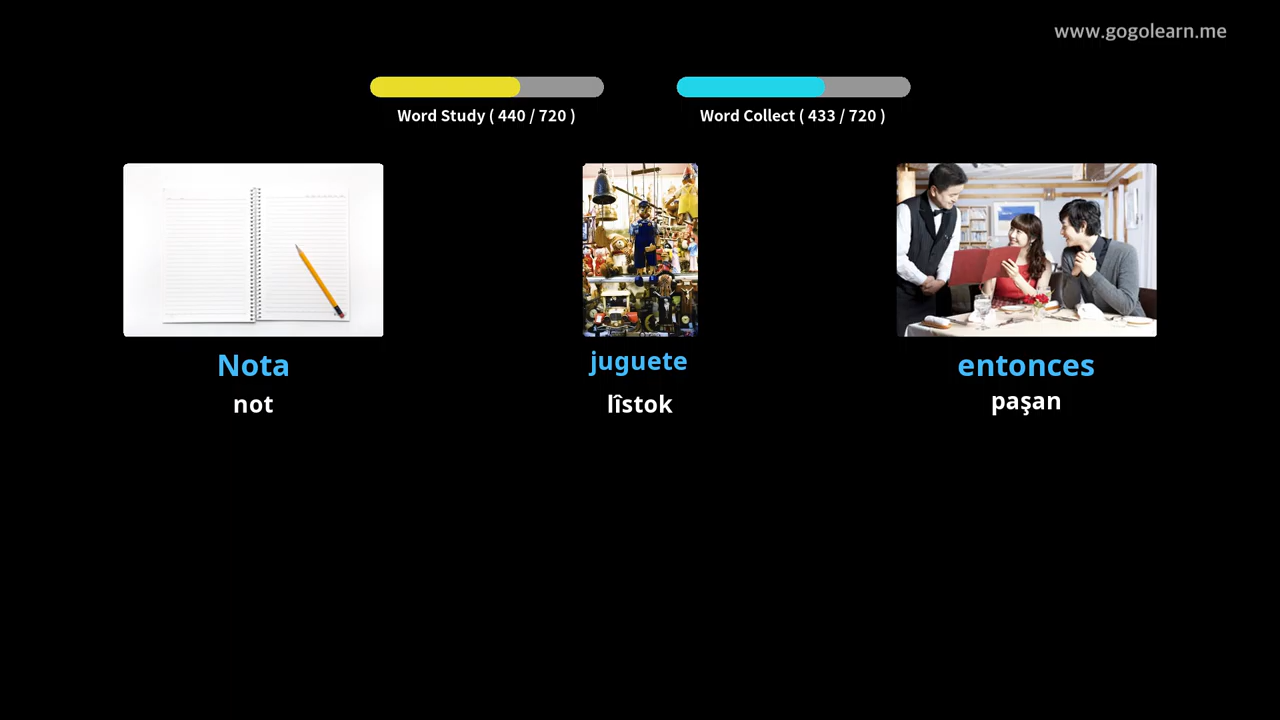 www.gogolearn.me
Word Study ( 440 / 720 )
Word Collect ( 433 / 720 )
Nota
juguete
entonces
not
lîstok
paşan